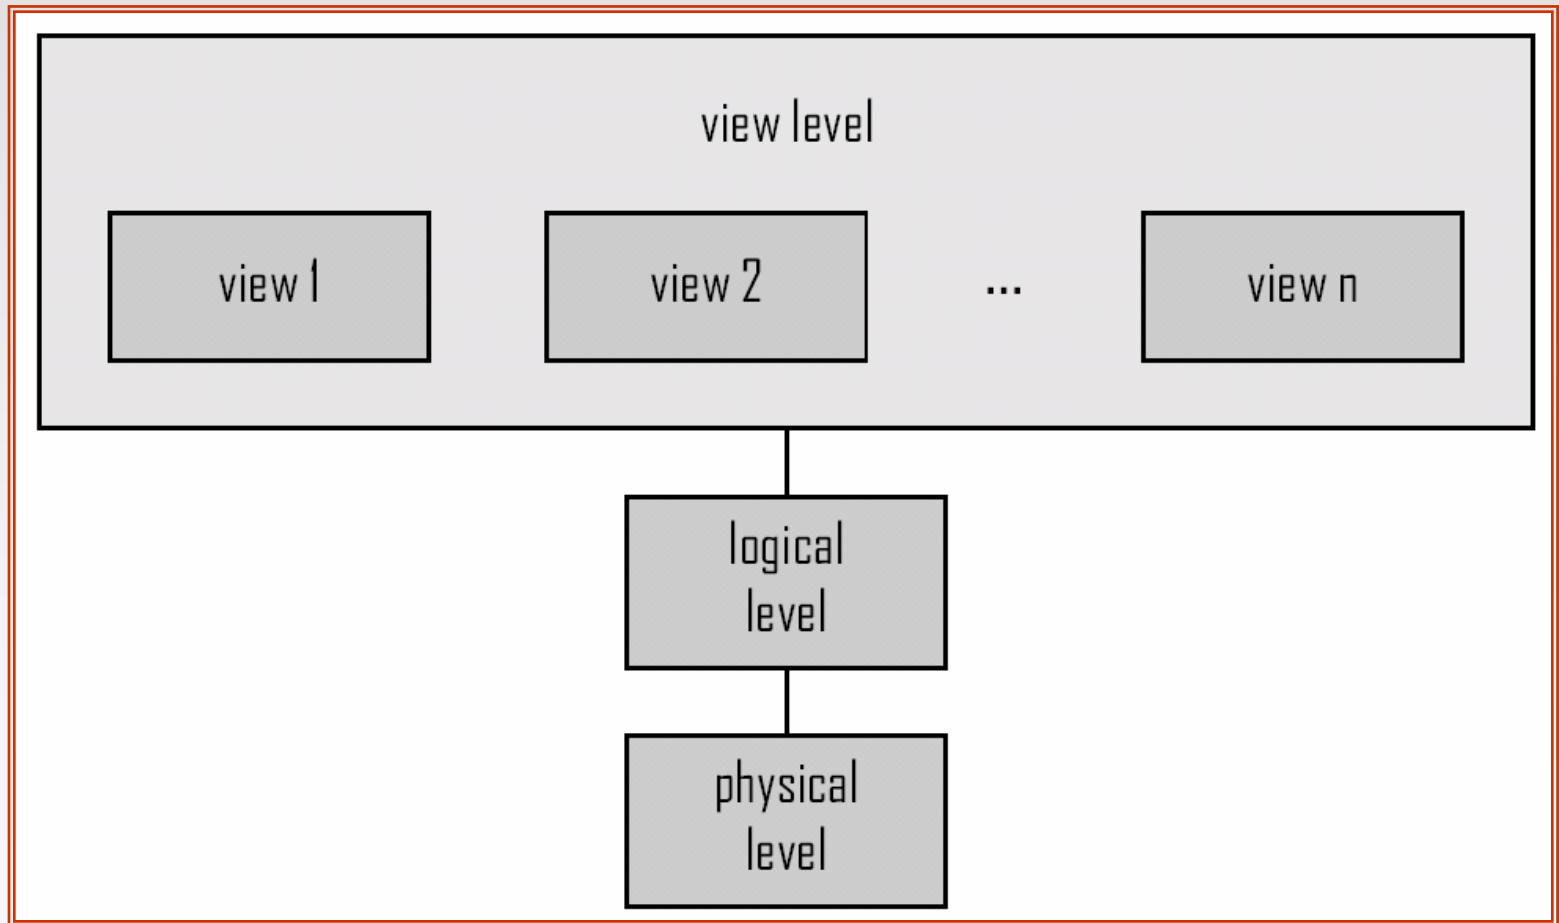 view level
view 1
view 2
...
view n
logical
level
physical
level